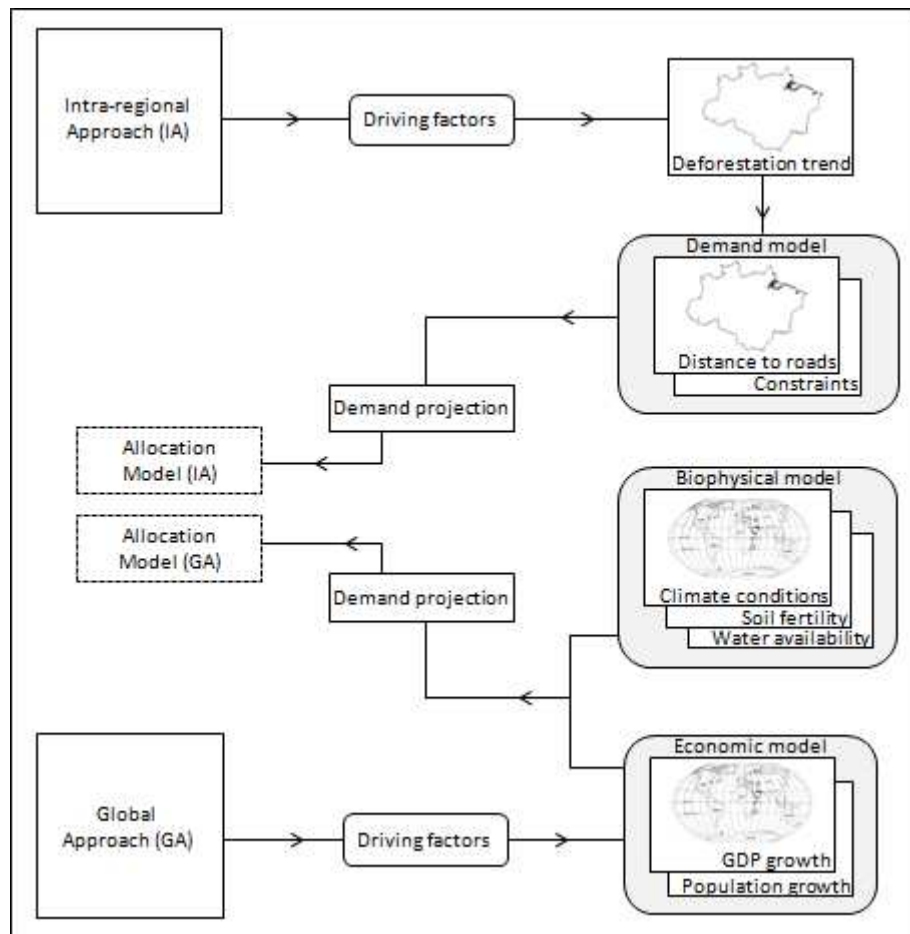 Intra-regional
Approach (IA)
Driving factors
Deforestation trend
Demand model
Distance to roads
Constraints
Demand projection
Allocation
Model (IA)
Biophysical model
Climate conditions
Soil fertility
Water availability
Allocation
Model (GA)
Demand projection
Economic model
GDP growth
Population growth
Global
Approach (GA)
Driving factors